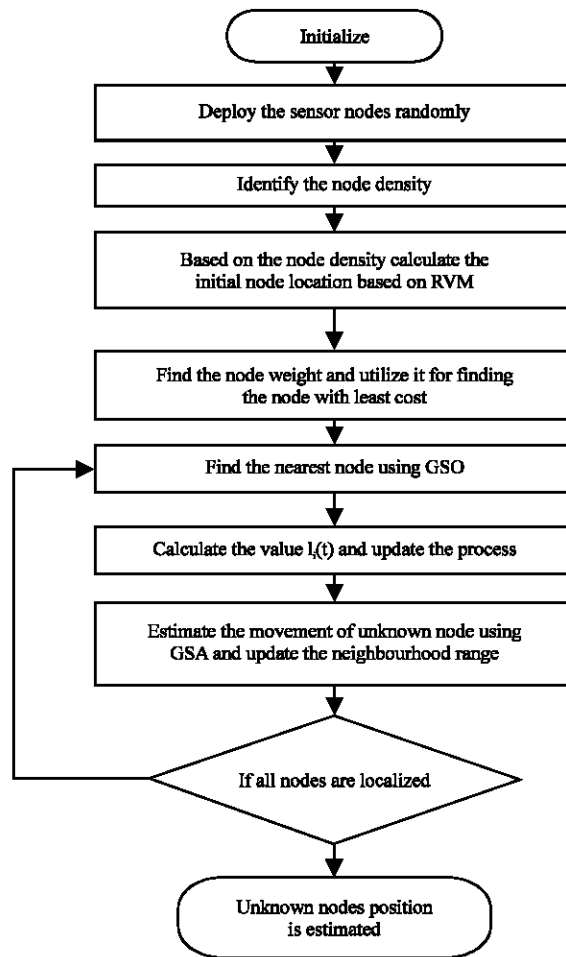 Initialize
Deploy the sensor nodes randomly
Identify the node density
Based on the node density calculate the
initial node location based on RVM
Find the node weight and utilize it for finding
the node with least cost
Find the nearest node using GSO
Calculate the value lᵢ(t) and update the process
Estimate the movement of unknown node using
GSA and update the neighbourhood range
If all nodes are localized
Unknown nodes position
is estimated